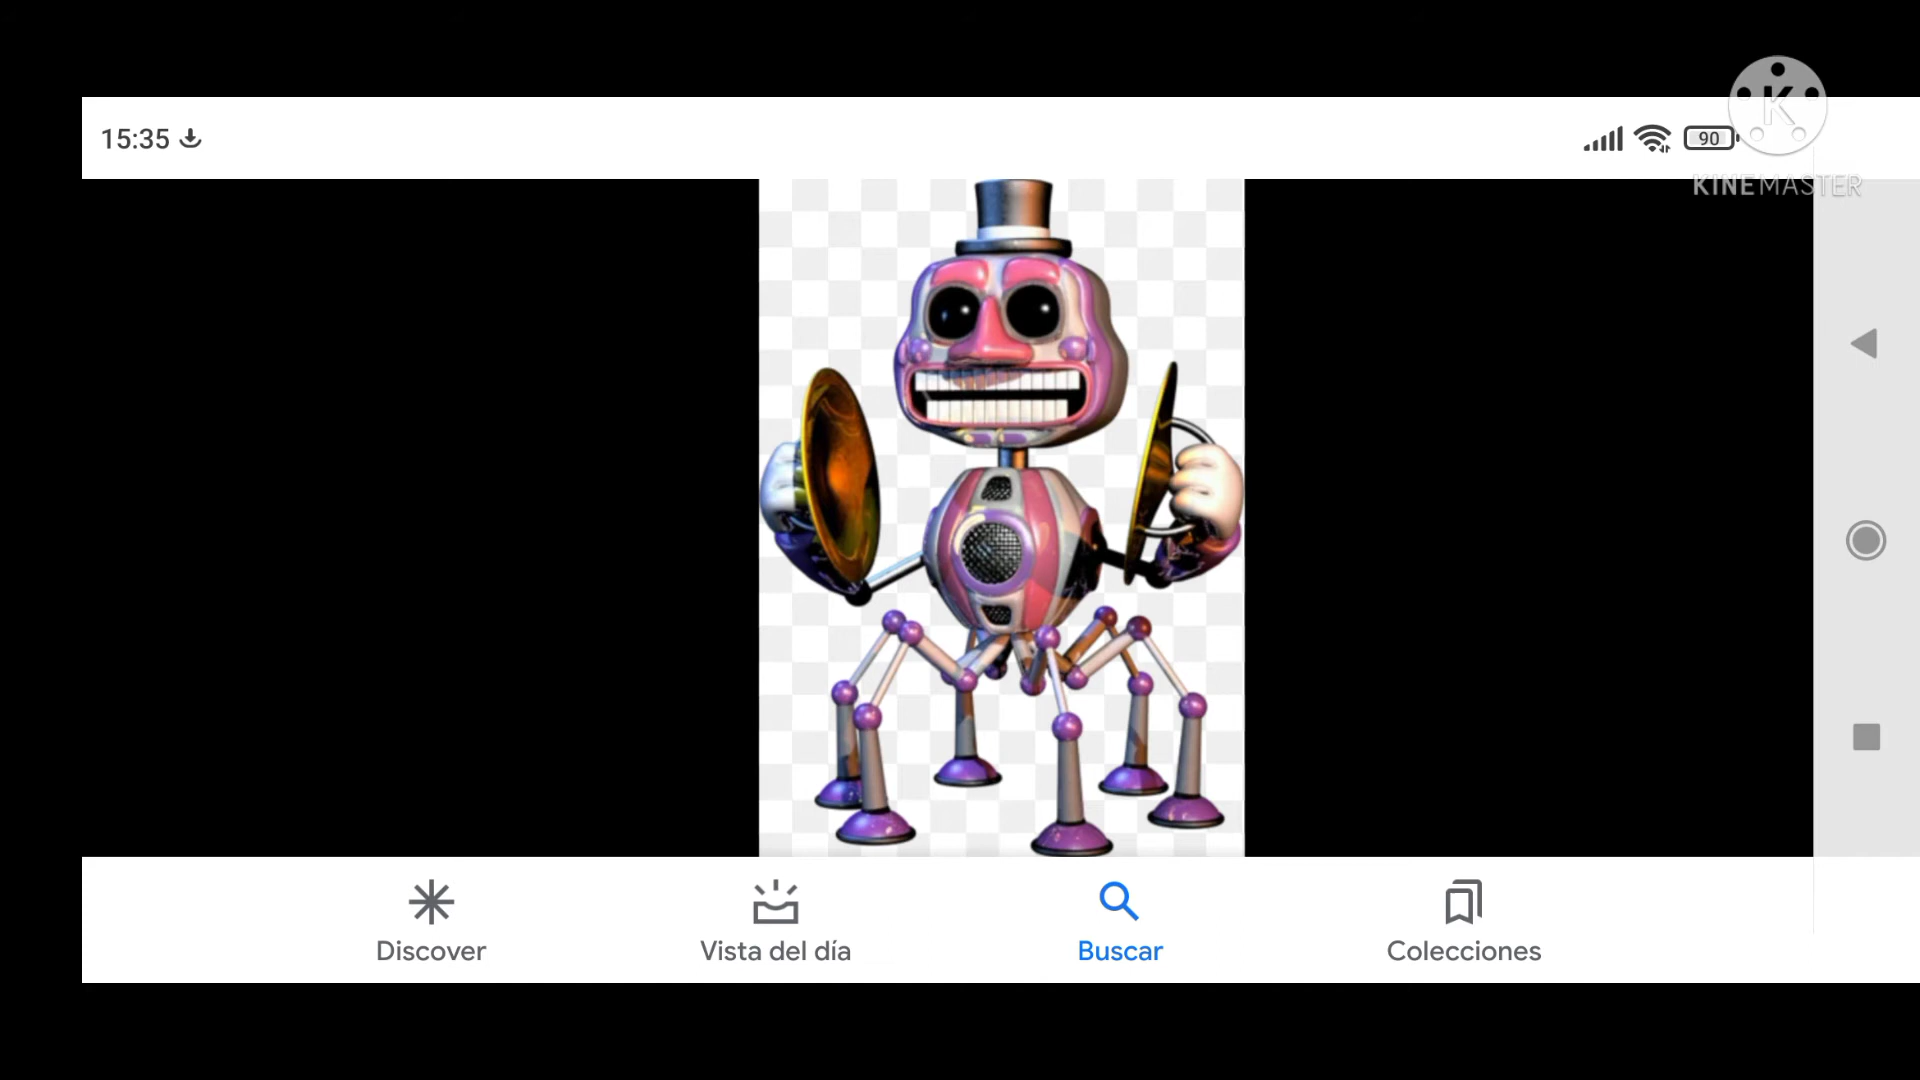 15:35
90
K
KINEMASTER
Discover
Vista del día
Buscar
Colecciones